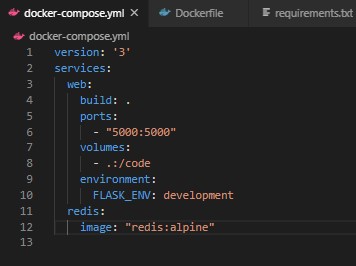 docker-compose.yml × Dockerfile requirements.txt
docker-compose.yml
1 version: '3'
2 services:
3   web:
4     build: .
5     ports:
6       - "5000:5000"
7     volumes:
8       - .:/code
9     environment:
10       FLASK_ENV: development
11   redis:
12     image: "redis:alpine"
13